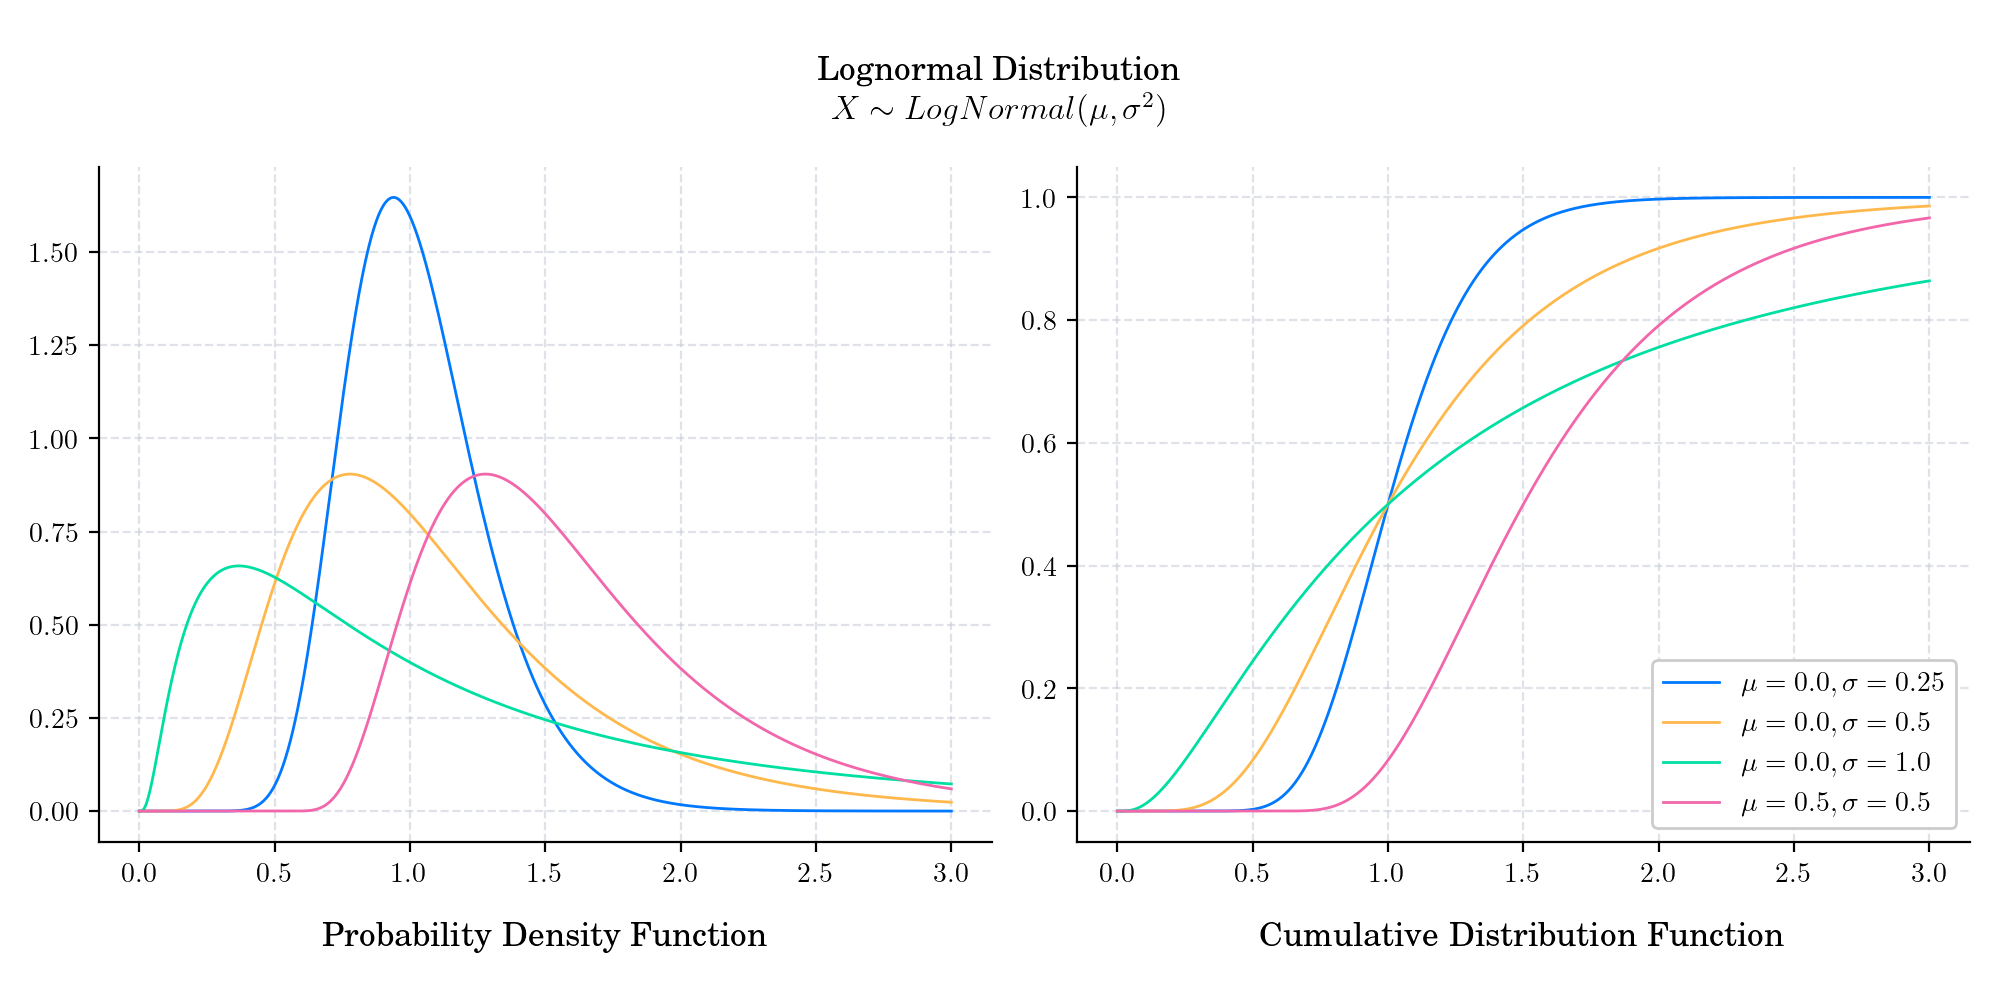 Lognormal Distribution
X ∼ LogNormal(μ, σ²)
1.50
1.25
1.00
0.75
0.50
0.25
0.00
0.0 0.5 1.0 1.5 2.0 2.5 3.0
Probability Density Function
1.0
0.8
0.6
0.4
0.2
0.0
μ = 0.0, σ = 0.25
μ = 0.0, σ = 0.5
μ = 0.0, σ = 1.0
μ = 0.5, σ = 0.5
0.0 0.5 1.0 1.5 2.0 2.5 3.0
Cumulative Distribution Function